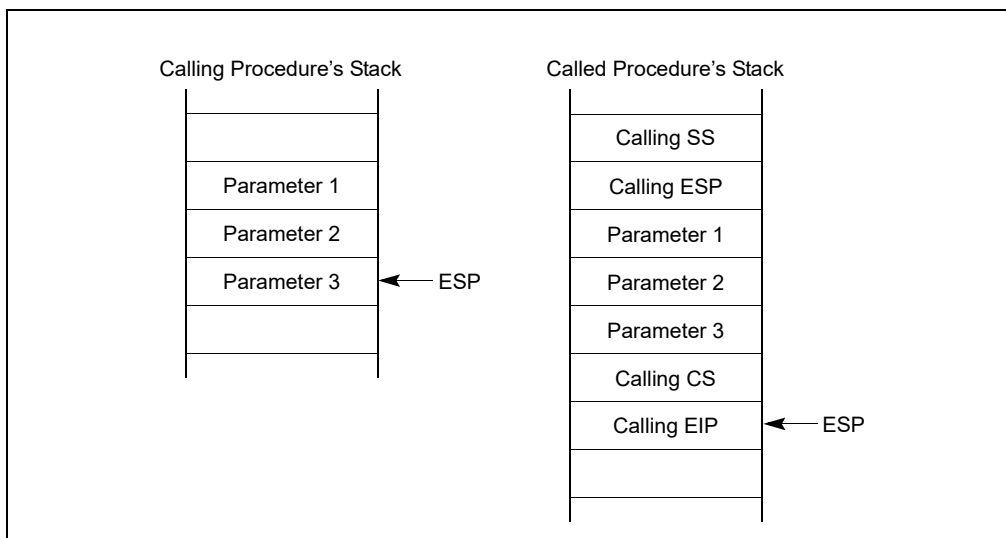 Calling Procedure’s Stack
Parameter 1
Parameter 2
Parameter 3
ESP
Called Procedure’s Stack
Calling SS
Calling ESP
Parameter 1
Parameter 2
Parameter 3
Calling CS
Calling EIP
ESP